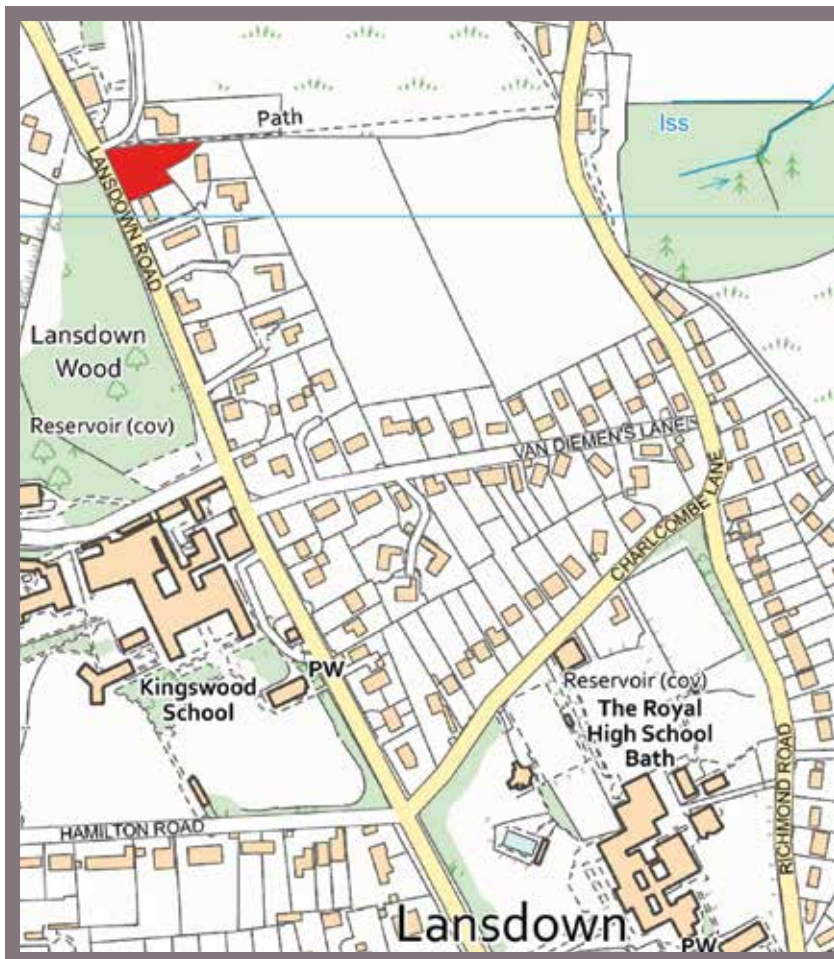 Path
Iss
LANSDOWN ROAD
Lansdown
Wood
Reservoir (cov)
VAN DIEMEN'S LANE
CHARLCOMBE LANE
PW
Kingswood
School
Reservoir (cov)
The Royal
High School
Bath
RICHMOND ROAD
HAMILTON ROAD
Lansdown
PW